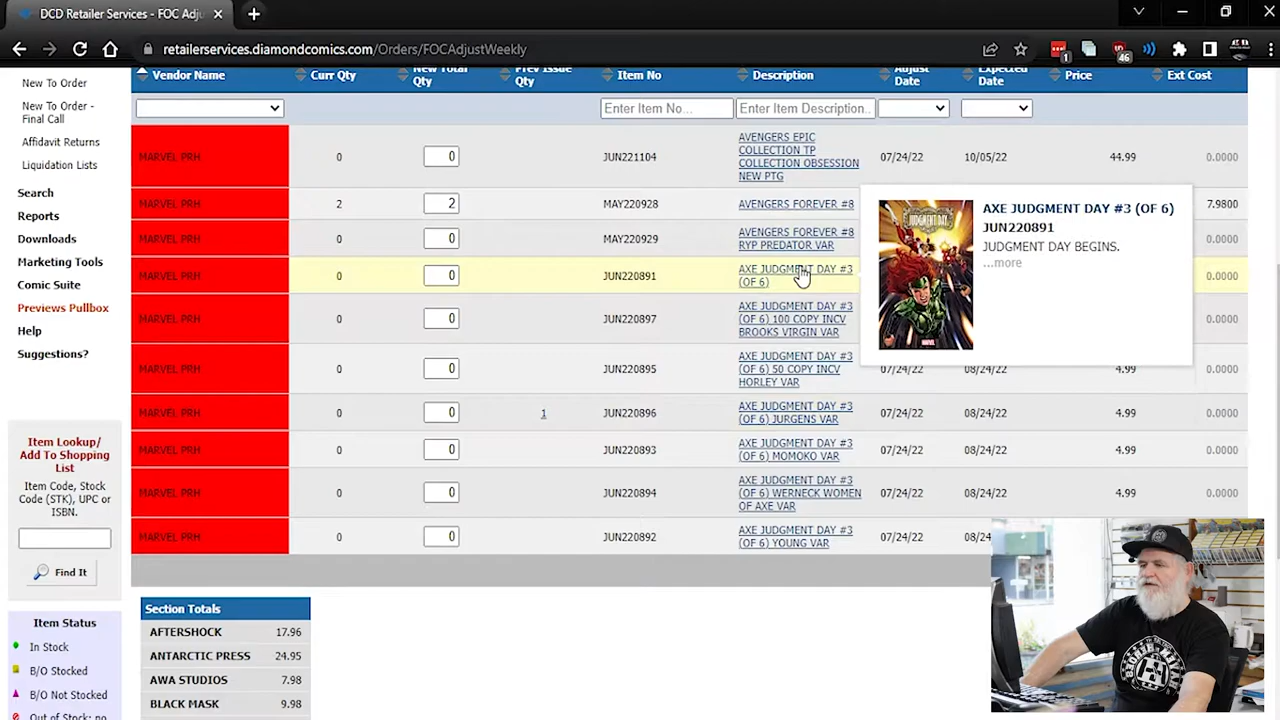 DCD Retailer Services - FOC Adju
retailerservices.diamondcomics.com/Orders/FOCAdjustWeekly
1
46
New To Order
New To Order -
Final Call
Affidavit Returns
Liquidation Lists
Search
Reports
Downloads
Marketing Tools
Comic Suite
Previews Pullbox
Help
Suggestions?
Item Lookup/
Add To Shopping
List
Item Code, Stock
Code (STK), UPC or
ISBN.
Find It
Item Status
In Stock
B/O Stocked
B/O Not Stocked
Out of Stock: no
Vendor Name
Curr Qty
New Total
Qty
Prev Issue
Qty
Item No
Description
Adjust
Date
Expected
Date
Price
Ext Cost
Enter Item No...
Enter Item Description..
MARVEL PRH
0
0
JUN221104
AVENGERS EPIC
COLLECTION TP
COLLECTION OBSESSION
NEW PTG
07/24/22
10/05/22
44.99
0.0000
MARVEL PRH
2
2
MAY220928
AVENGERS FOREVER #8
7.9800
MARVEL PRH
0
0
MAY220929
AVENGERS FOREVER #8
RYP PREDATOR VAR
0.0000
MARVEL PRH
0
0
JUN220891
AXE JUDGMENT DAY #3
(OF 6)
0.0000
MARVEL PRH
0
0
JUN220897
AXE JUDGMENT DAY #3
(OF 6) 100 COPY INCV
BROOKS VIRGIN VAR
0.0000
MARVEL PRH
0
0
JUN220895
AXE JUDGMENT DAY #3
(OF 6) 50 COPY INCV
HORLEY VAR
07/24/22
08/24/22
4.99
0.0000
MARVEL PRH
0
0
1
JUN220896
AXE JUDGMENT DAY #3
(OF 6) JURGENS VAR
07/24/22
08/24/22
4.99
0.0000
MARVEL PRH
0
0
JUN220893
AXE JUDGMENT DAY #3
(OF 6) MOMOKO VAR
07/24/22
08/24/22
4.99
0.0000
MARVEL PRH
0
0
JUN220894
AXE JUDGMENT DAY #3
(OF 6) WERNECK WOMEN
OF AXE VAR
07/24/22
08/24/22
4.99
0.0000
MARVEL PRH
0
0
JUN220892
AXE JUDGMENT DAY #3
(OF 6) YOUNG VAR
07/24/22
08/24
AXE JUDGMENT DAY #3 (OF 6)
JUN220891
JUDGMENT DAY BEGINS.
...more
JUDGMENT DAY
MARVEL
Section Totals
AFTERSHOCK 17.96
ANTARCTIC PRESS 24.95
AWA STUDIOS 7.98
BLACK MASK 9.98